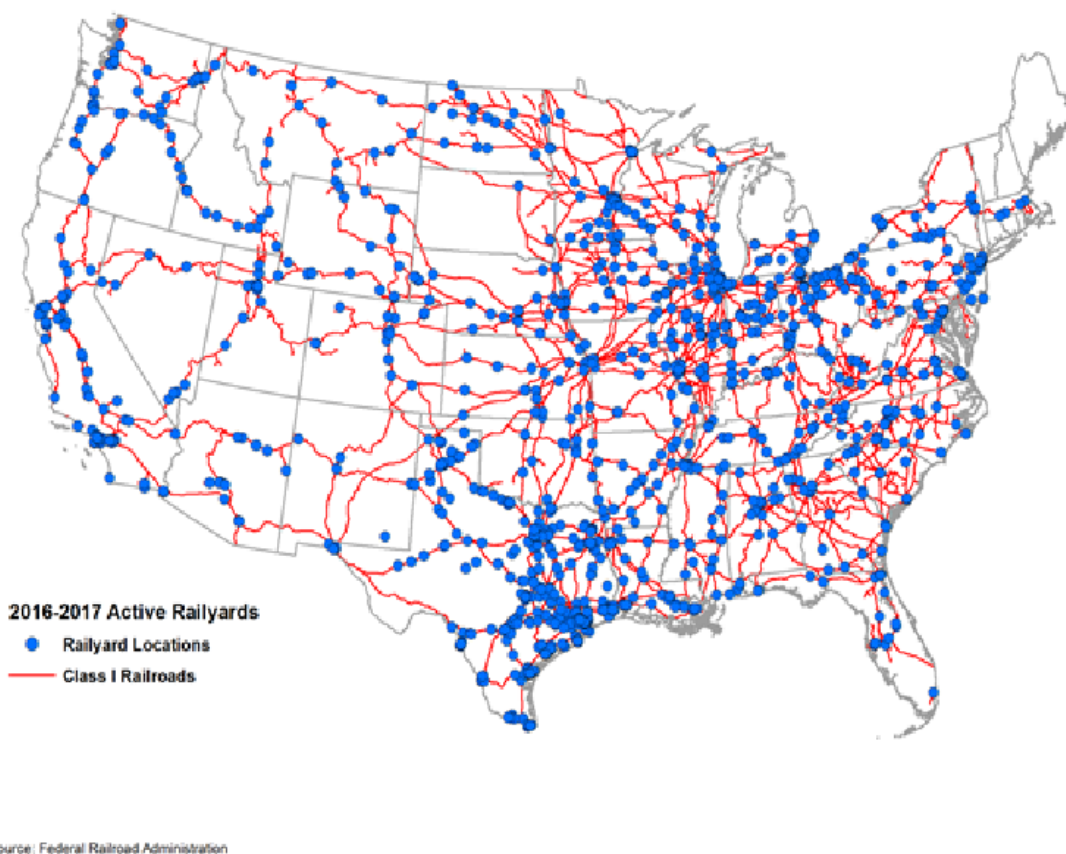 2016-2017 Active Railyards
Railyard Locations
Class I Railroads
ource: Federal Railroad Administration